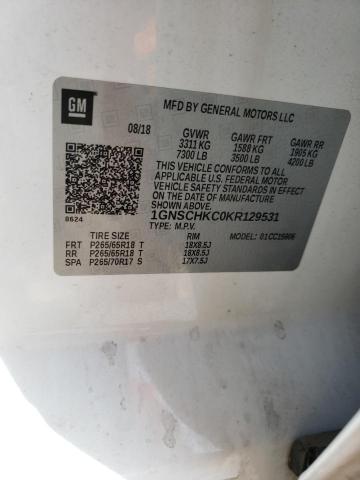 GM
MFD BY GENERAL MOTORS LLC
08/18 GVWR GAWR FRT GAWR RR
3311 KG 1588 KG 1905 KG
7300 LB 3500 LB 4200 LB
THIS VEHICLE CONFORMS TO ALL
APPLICABLE U.S. FEDERAL MOTOR
VEHICLE SAFETY STANDARDS IN
EFFECT ON THE DATE OF
MANUFACTURE SHOWN ABOVE.
1GNSCHKC0KR129531
8624 TYPE: M.P.V. MODEL:
TIRE SIZE RIM
FRT P265/65R18 T 18X8.5J
RR P265/65R18 T 18X8.5J
SPA P265/70R17 S 17X7.5J